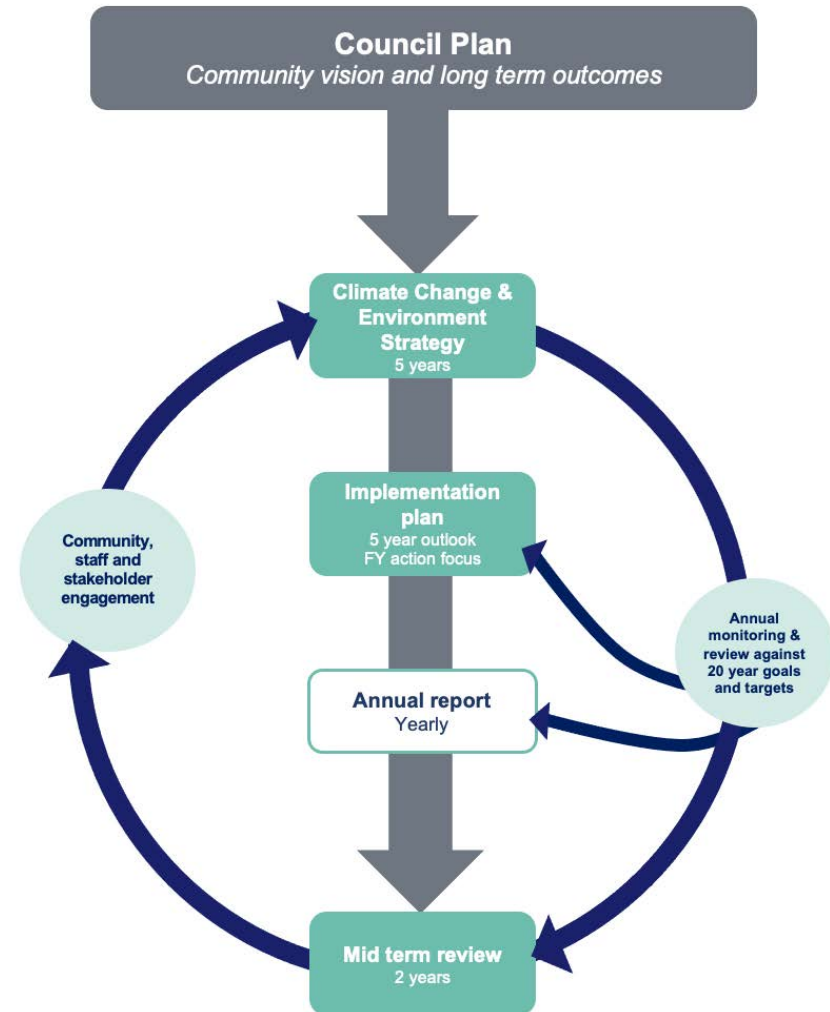 Council Plan
Community vision and long term outcomes
Climate Change &
Environment
Strategy
5 years
Implementation
plan
5 year outlook
FY action focus
Community,
staff and
stakeholder
engagement
Annual
monitoring &
review against
20 year goals
and targets
Annual report
Yearly
Mid term review
2 years